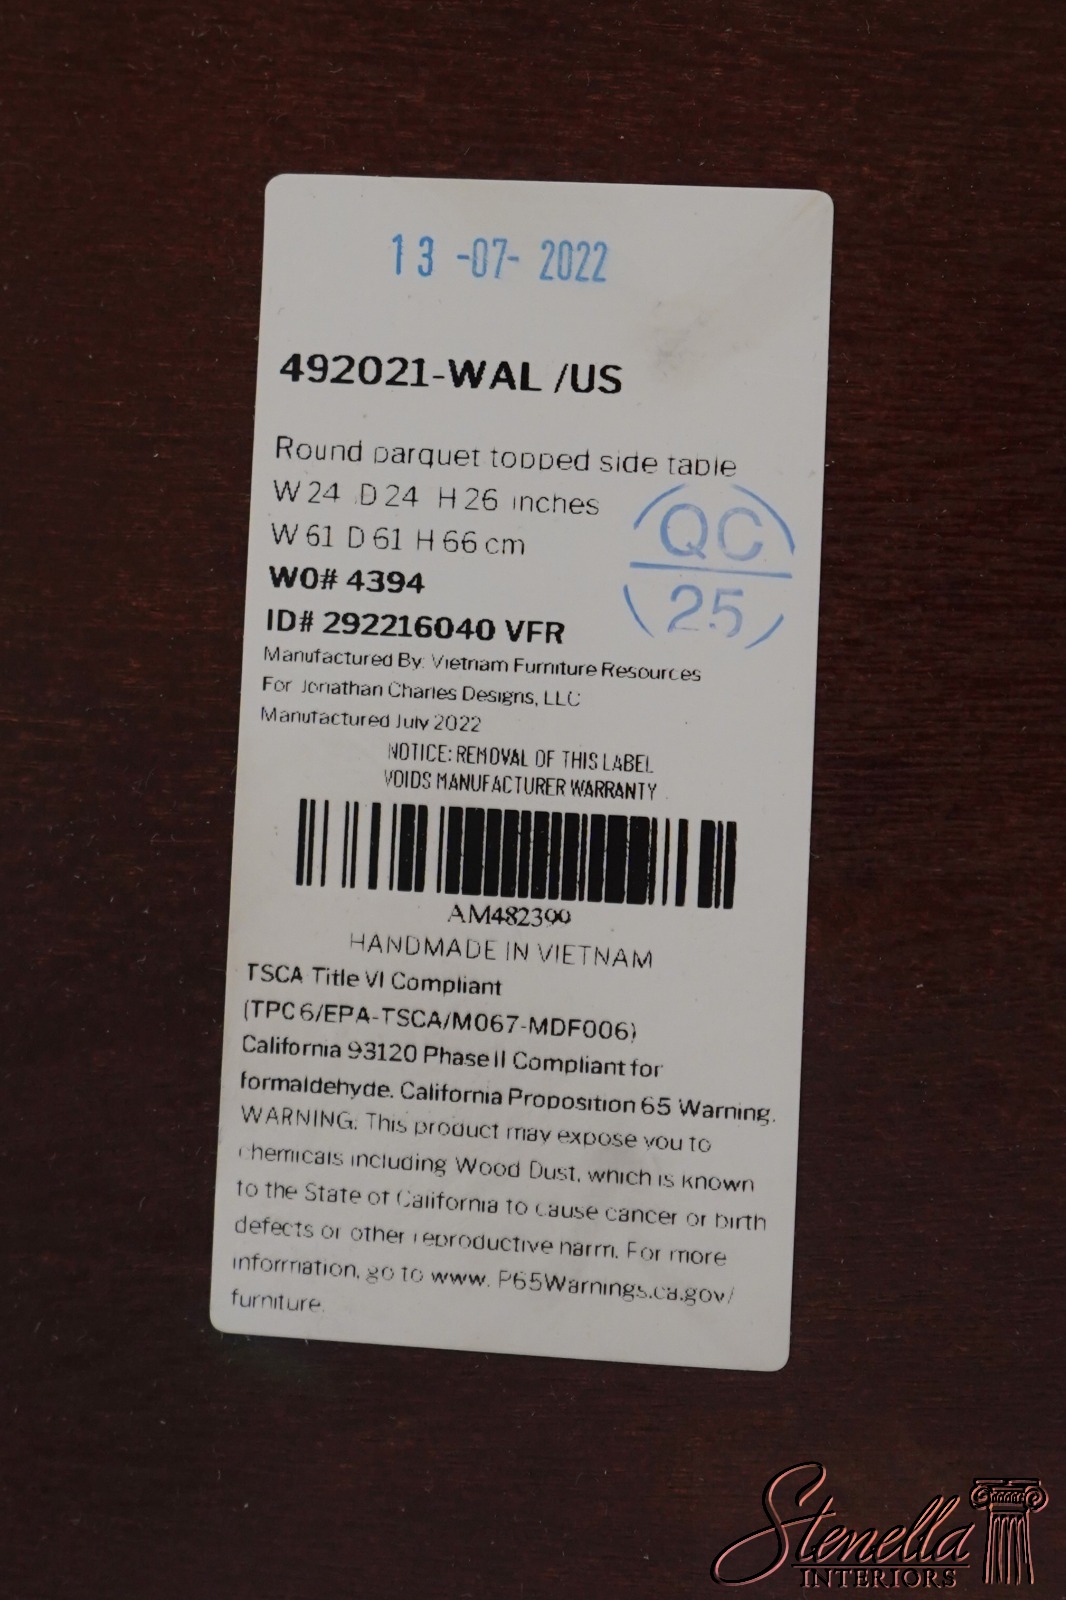 13 -07- 2022
492021-WAL /US
Round parquet topped side table
W 24 D 24 H 26 inches
W 61 D 61 H 66 cm
QC
25
WO# 4394
ID# 292216040 VFR
Manufactured By: Vietnam Furniture Resources
For Jonathan Charles Designs, LLC
Manufactured July 2022
NOTICE: REMOVAL OF THIS LABEL
VOIDS MANUFACTURER WARRANTY
AM482399
HANDMADE IN VIETNAM
TSCA Title VI Compliant
(TPC 6/EPA-TSCA/M067-MDF006)
California 93120 Phase II Compliant for
formaldehyde. California Proposition 65 Warning.
WARNING: This product may expose you to
chemicals including Wood Dust, which is known
to the State of California to cause cancer or birth
defects or other reproductive harm. For more
information, go to www. P65Warnings.ca.gov/
furniture.
Stenella
INTERIORS